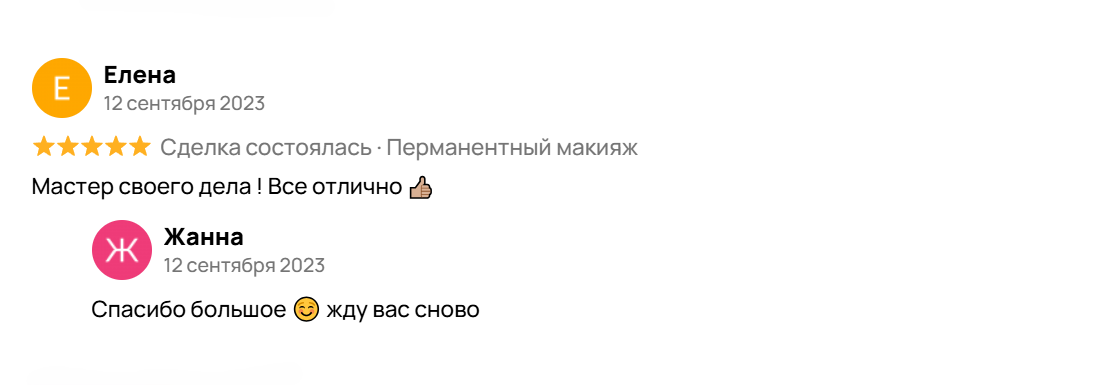 Е
Елена
12 сентября 2023
Сделка состоялась · Перманентный макияж
Мастер своего дела ! Все отлично 👍🏽
Ж
Жанна
12 сентября 2023
Спасибо большое 😊 жду вас сново